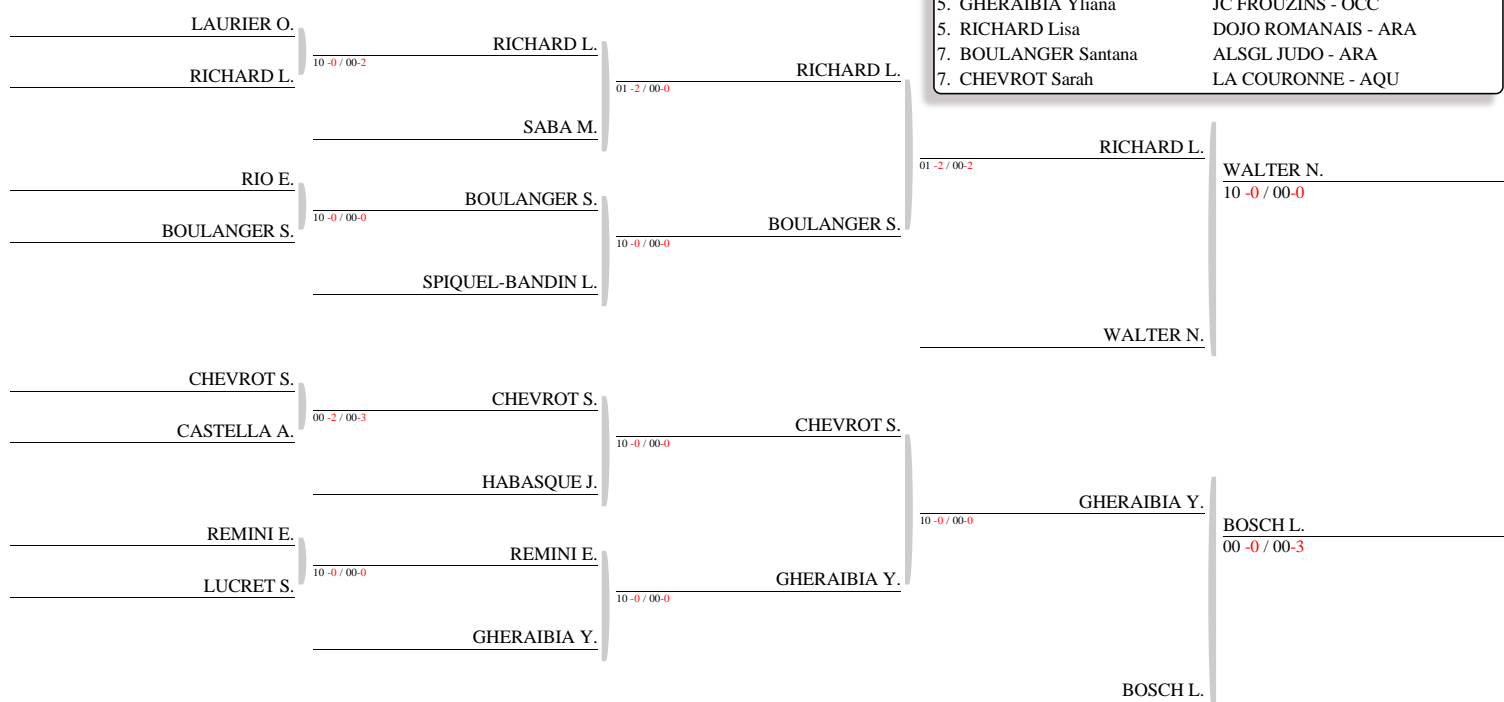 5. GHERAIBIA Yliana JC FROUZINS - OCC
5. RICHARD Lisa DOJO ROMANAIS - ARA
7. BOULANGER Santana ALSGL JUDO - ARA
7. CHEVROT Sarah LA COURONNE - AQU
LAURIER O.
RICHARD L.
RIO E.
BOULANGER S.
CHEVROT S.
CASTELLA A.
REMINI E.
LUCRET S.
RICHARD L.
10 -0 / 00-2
SABA M.
BOULANGER S.
10 -0 / 00-0
SPIQUEL-BANDIN L.
CHEVROT S.
00 -2 / 00-3
HABASQUE J.
REMINI E.
10 -0 / 00-0
GHERAIBIA Y.
RICHARD L.
01 -2 / 00-0
BOULANGER S.
10 -0 / 00-0
CHEVROT S.
10 -0 / 00-0
GHERAIBIA Y.
10 -0 / 00-0
RICHARD L.
01 -2 / 00-2
WALTER N.
GHERAIBIA Y.
10 -0 / 00-0
BOSCH L.
WALTER N.
10 -0 / 00-0
BOSCH L.
00 -0 / 00-3